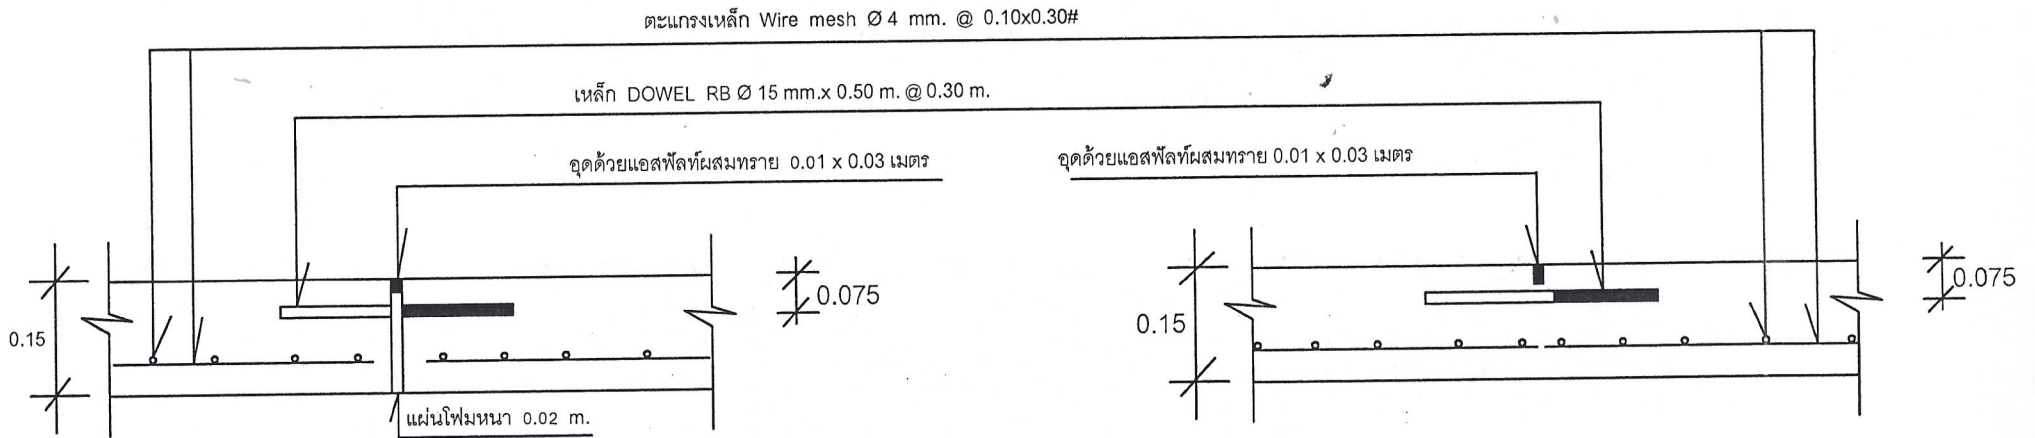 ตะแกรงเหล็ก Wire mesh Ø 4 mm. @ 0.10x0.30#
เหล็ก DOWEL RB Ø 15 mm.x 0.50 m. @ 0.30 m.
อุดด้วยแอสฟัลท์ผสมทราย 0.01 x 0.03 เมตร
อุดด้วยแอสฟัลท์ผสมทราย 0.01 x 0.03 เมตร
0.15
0.075
0.15
0.075
แผ่นโฟมหนา 0.02 m.